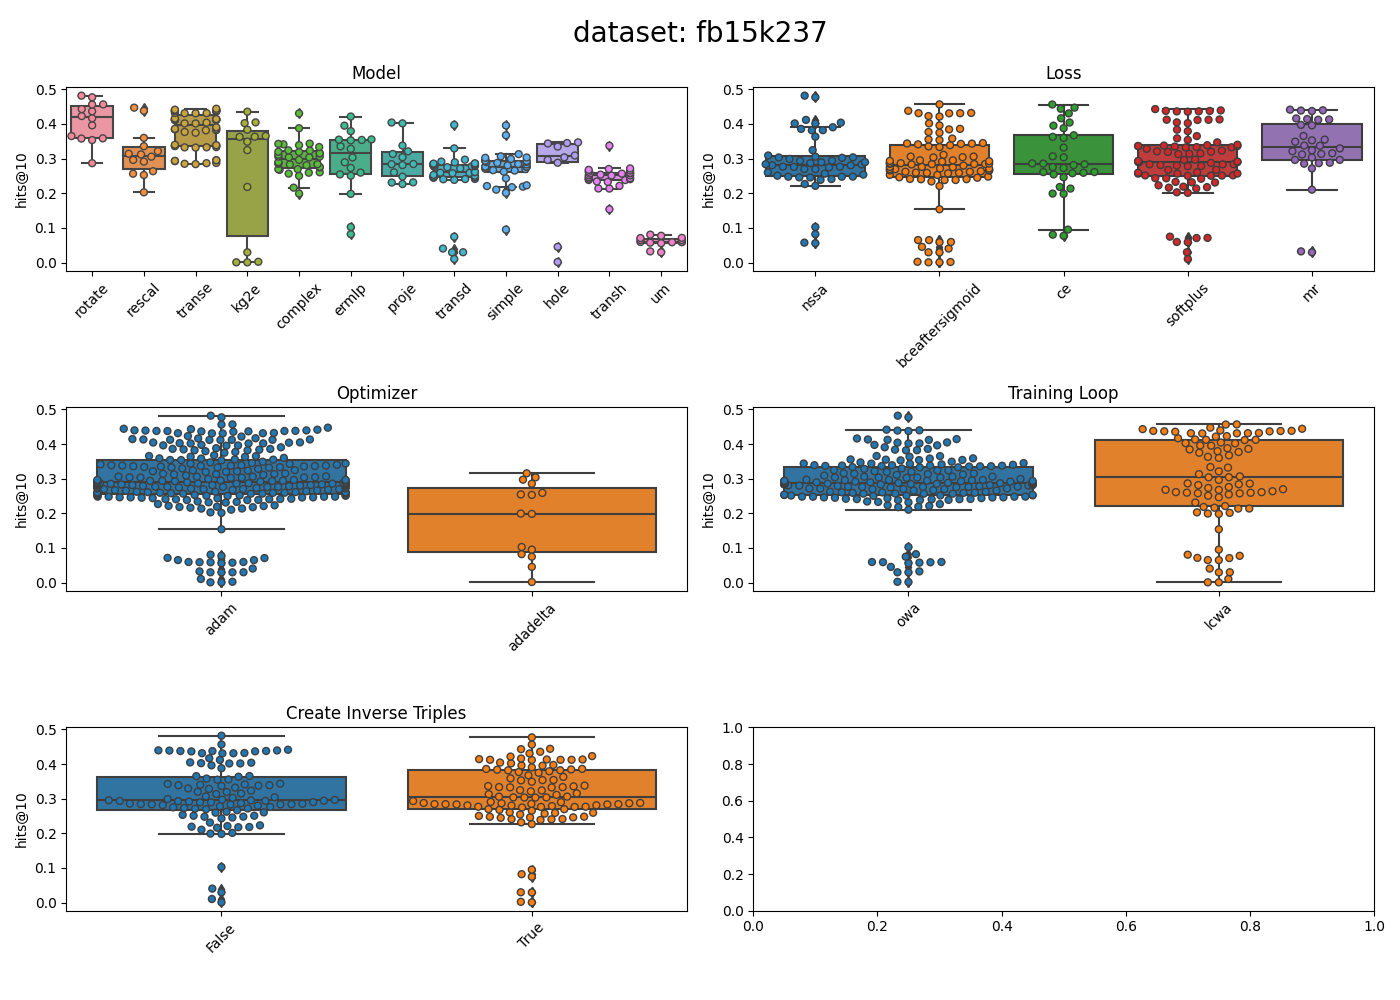 dataset: fb15k237
Model
Loss
hits@10
0.5
0.4
0.3
0.2
0.1
0.0
rotate
rescal
transe
kg2e
complex
ermlp
proje
transd
simple
hole
transh
um
hits@10
0.5
0.4
0.3
0.2
0.1
0.0
nssa
bceaftersigmoid
ce
softplus
mr
Optimizer
Training Loop
hits@10
0.5
0.4
0.3
0.2
0.1
0.0
adam
adadelta
hits@10
0.5
0.4
0.3
0.2
0.1
0.0
owa
lcwa
Create Inverse Triples
hits@10
0.5
0.4
0.3
0.2
0.1
0.0
False
True
1.0
0.8
0.6
0.4
0.2
0.0
0.0 0.2 0.4 0.6 0.8 1.0